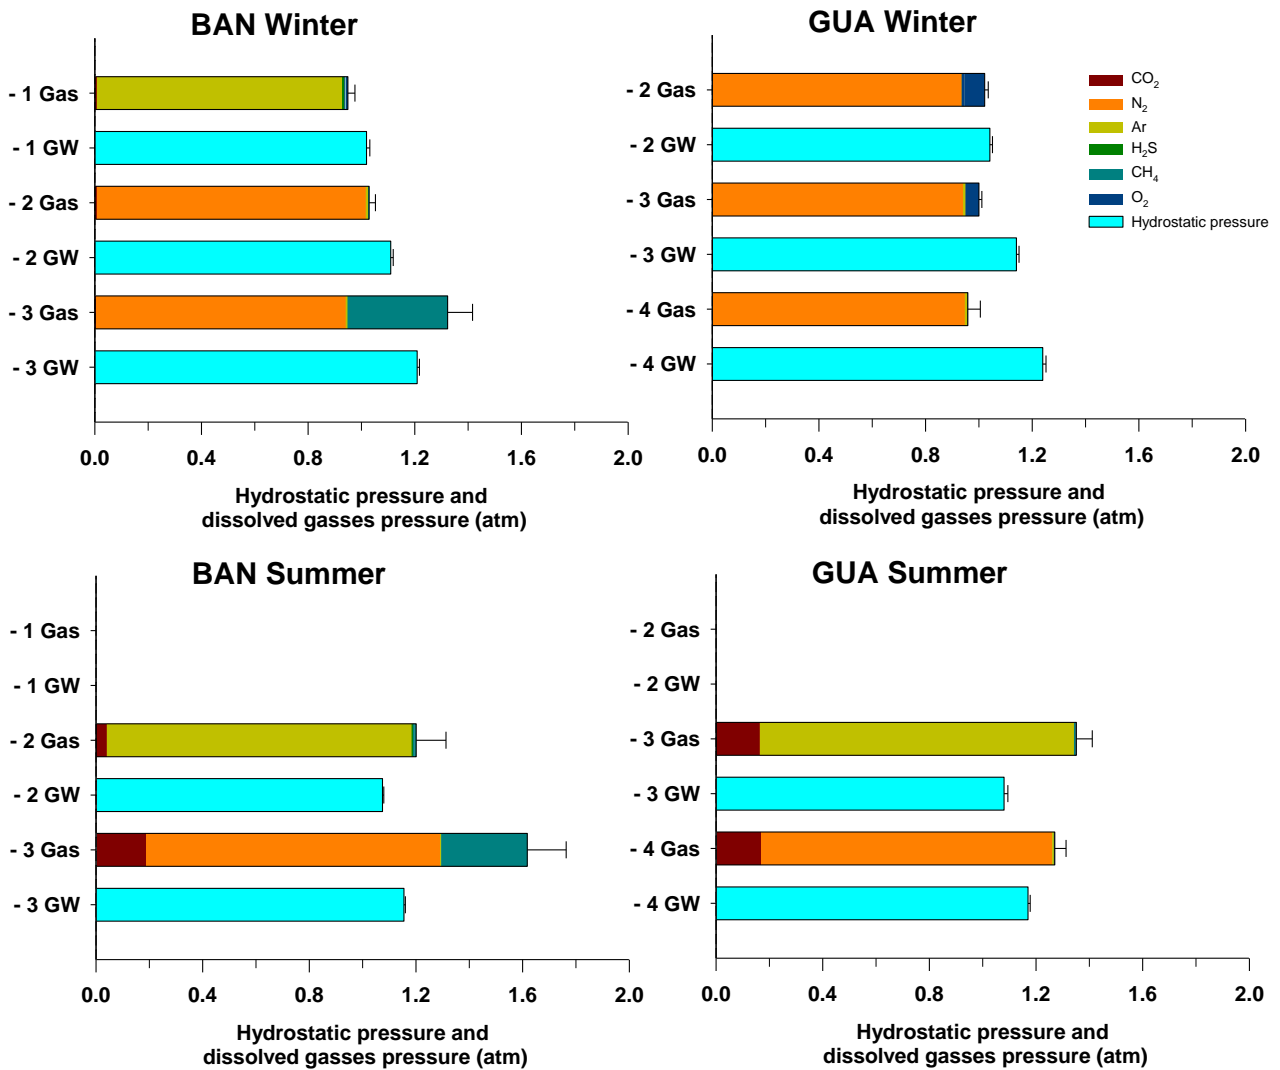 BAN Winter
- 1 Gas
- 1 GW
- 2 Gas
- 2 GW
- 3 Gas
- 3 GW
0.0 0.4 0.8 1.2 1.6 2.0
Hydrostatic pressure and
dissolved gasses pressure (atm)
GUA Winter
- 2 Gas
- 2 GW
- 3 Gas
- 3 GW
- 4 Gas
- 4 GW
0.0 0.4 0.8 1.2 1.6 2.0
Hydrostatic pressure and
dissolved gasses pressure (atm)
CO₂
N₂
Ar
H₂S
CH₄
O₂
Hydrostatic pressure
BAN Summer
- 1 Gas
- 1 GW
- 2 Gas
- 2 GW
- 3 Gas
- 3 GW
0.0 0.4 0.8 1.2 1.6 2.0
Hydrostatic pressure and
dissolved gasses pressure (atm)
GUA Summer
- 2 Gas
- 2 GW
- 3 Gas
- 3 GW
- 4 Gas
- 4 GW
0.0 0.4 0.8 1.2 1.6 2.0
Hydrostatic pressure and
dissolved gasses pressure (atm)